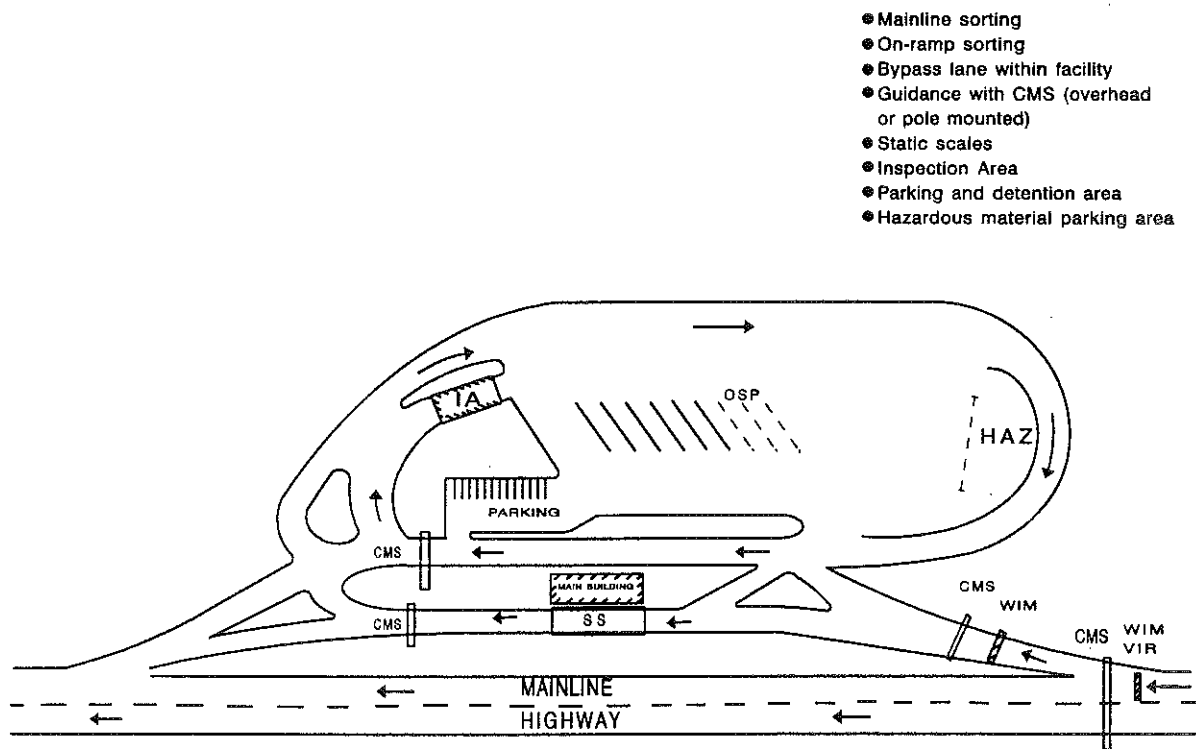 ● Mainline sorting
● On-ramp sorting
● Bypass lane within facility
● Guidance with CMS (overhead
or pole mounted)
● Static scales
● Inspection Area
● Parking and detention area
● Hazardous material parking area
IA
OSP
HAZ
PARKING
CMS
MAIN BUILDING
CMS
WIM
CMS
SS
CMS
WIM
VIR
MAINLINE
HIGHWAY